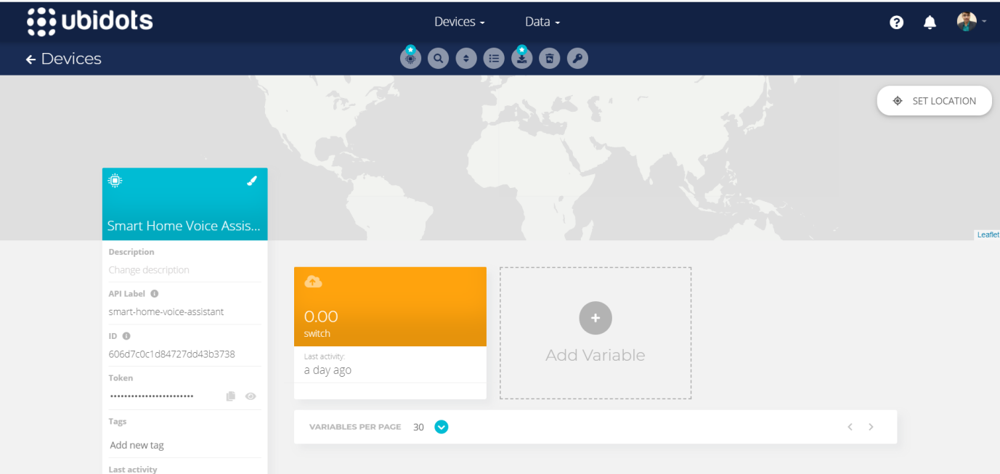 ubidots
Devices
Data
Devices
SET LOCATION
Leaflet
Smart Home Voice Assis...
Description
Change description
API Label
smart-home-voice-assistant
ID
606d7c0c1d84727dd43b3738
Token
Tags
Add new tag
Last activity
0.00
switch
Last activity:
a day ago
Add Variable
VARIABLES PER PAGE 30